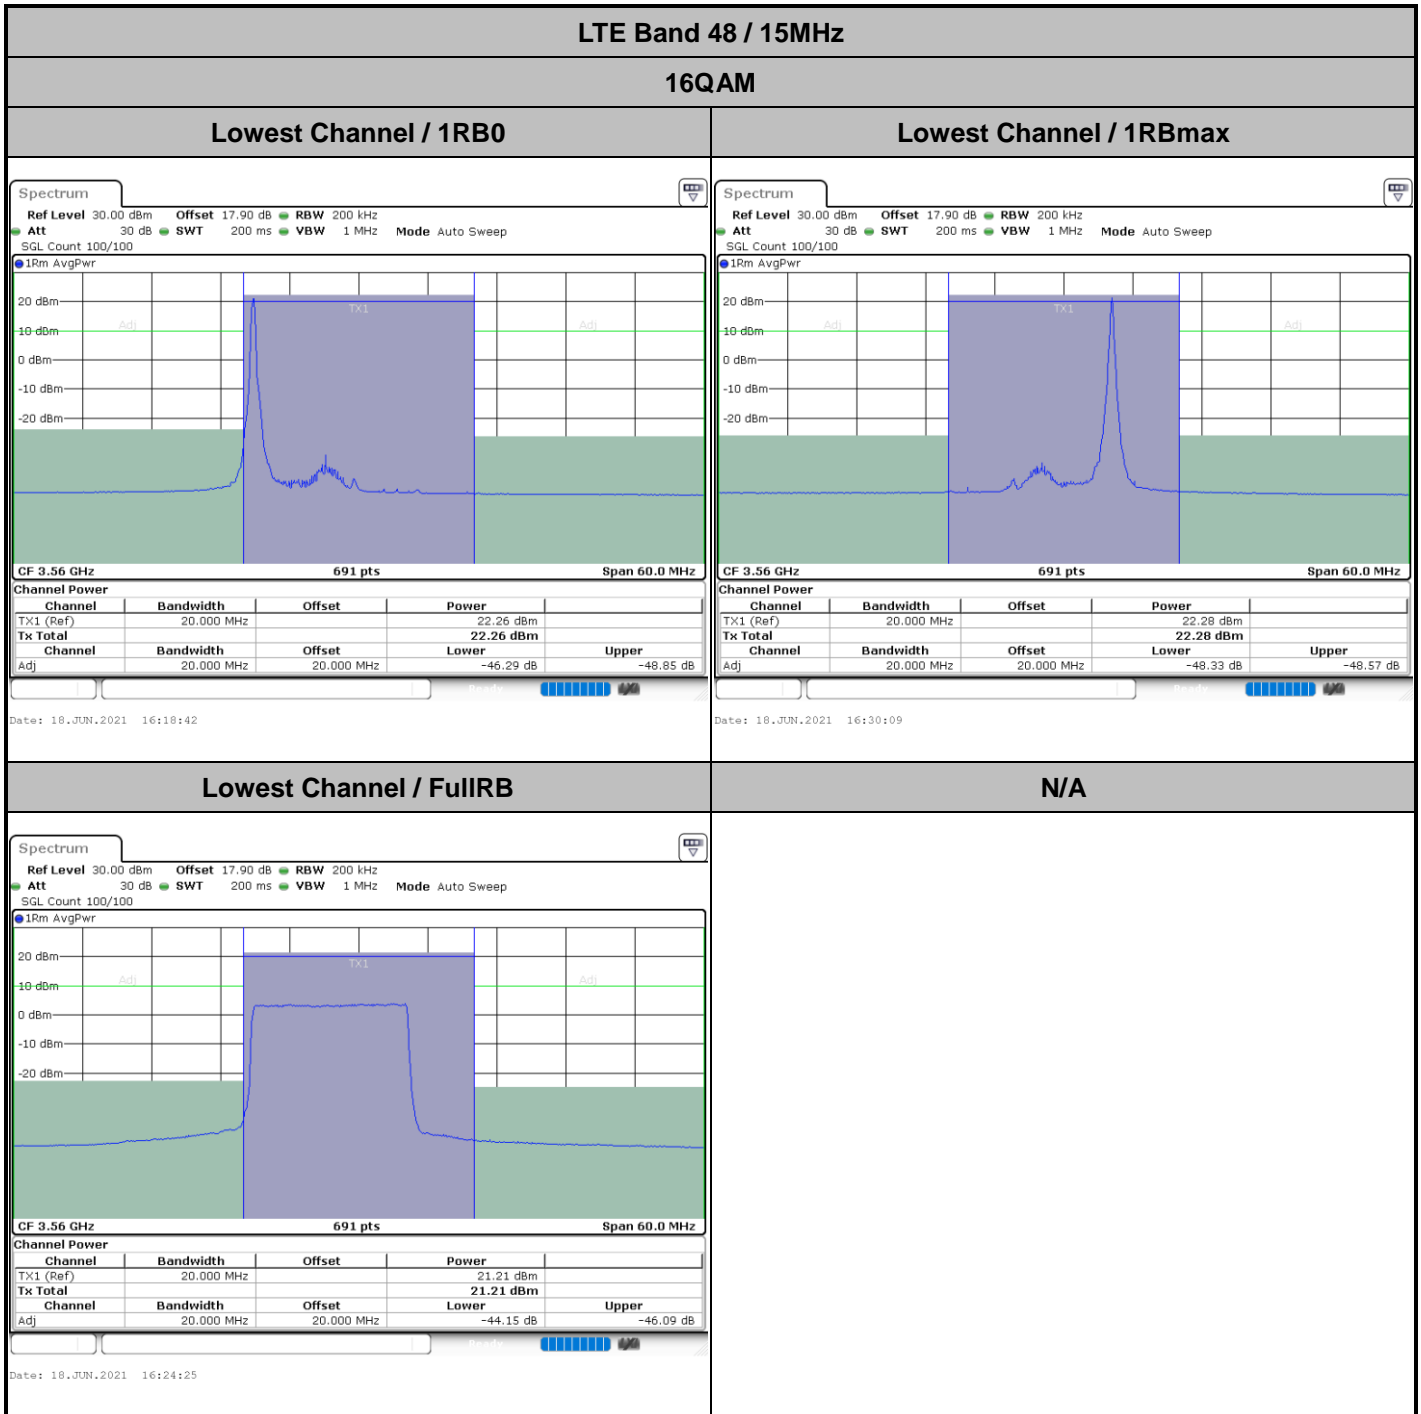 LTE Band 48 / 15MHz
16QAM
Lowest Channel / 1RB0
Lowest Channel / 1RBmax
Spectrum
Ref Level 30.00 dBm Offset 17.90 dB RBW 200 kHz
Att 30 dB SWT 200 ms VBW 1 MHz Mode Auto Sweep
SGL Count 100/100
1Rm AvgPwr
TX1
Adj
Adj
20 dBm
10 dBm
0 dBm
-10 dBm
-20 dBm
CF 3.56 GHz 691 pts Span 60.0 MHz
Channel Power
Channel Bandwidth Offset Power
TX1 (Ref) 20.000 MHz 22.26 dBm
Tx Total 22.26 dBm
Channel Bandwidth Offset Lower Upper
Adj 20.000 MHz 20.000 MHz -46.29 dB -48.85 dB
Ready
Date: 18.JUN.2021 16:18:42
Spectrum
Ref Level 30.00 dBm Offset 17.90 dB RBW 200 kHz
Att 30 dB SWT 200 ms VBW 1 MHz Mode Auto Sweep
SGL Count 100/100
1Rm AvgPwr
TX1
Adj
Adj
20 dBm
10 dBm
0 dBm
-10 dBm
-20 dBm
CF 3.56 GHz 691 pts Span 60.0 MHz
Channel Power
Channel Bandwidth Offset Power
TX1 (Ref) 20.000 MHz 22.28 dBm
Tx Total 22.28 dBm
Channel Bandwidth Offset Lower Upper
Adj 20.000 MHz 20.000 MHz -48.33 dB -48.57 dB
Ready
Date: 18.JUN.2021 16:30:09
Lowest Channel / FullRB
N/A
Spectrum
Ref Level 30.00 dBm Offset 17.90 dB RBW 200 kHz
Att 30 dB SWT 200 ms VBW 1 MHz Mode Auto Sweep
SGL Count 100/100
1Rm AvgPwr
TX1
Adj
Adj
20 dBm
10 dBm
0 dBm
-10 dBm
-20 dBm
CF 3.56 GHz 691 pts Span 60.0 MHz
Channel Power
Channel Bandwidth Offset Power
TX1 (Ref) 20.000 MHz 21.21 dBm
Tx Total 21.21 dBm
Channel Bandwidth Offset Lower Upper
Adj 20.000 MHz 20.000 MHz -44.15 dB -46.09 dB
Ready
Date: 18.JUN.2021 16:24:25